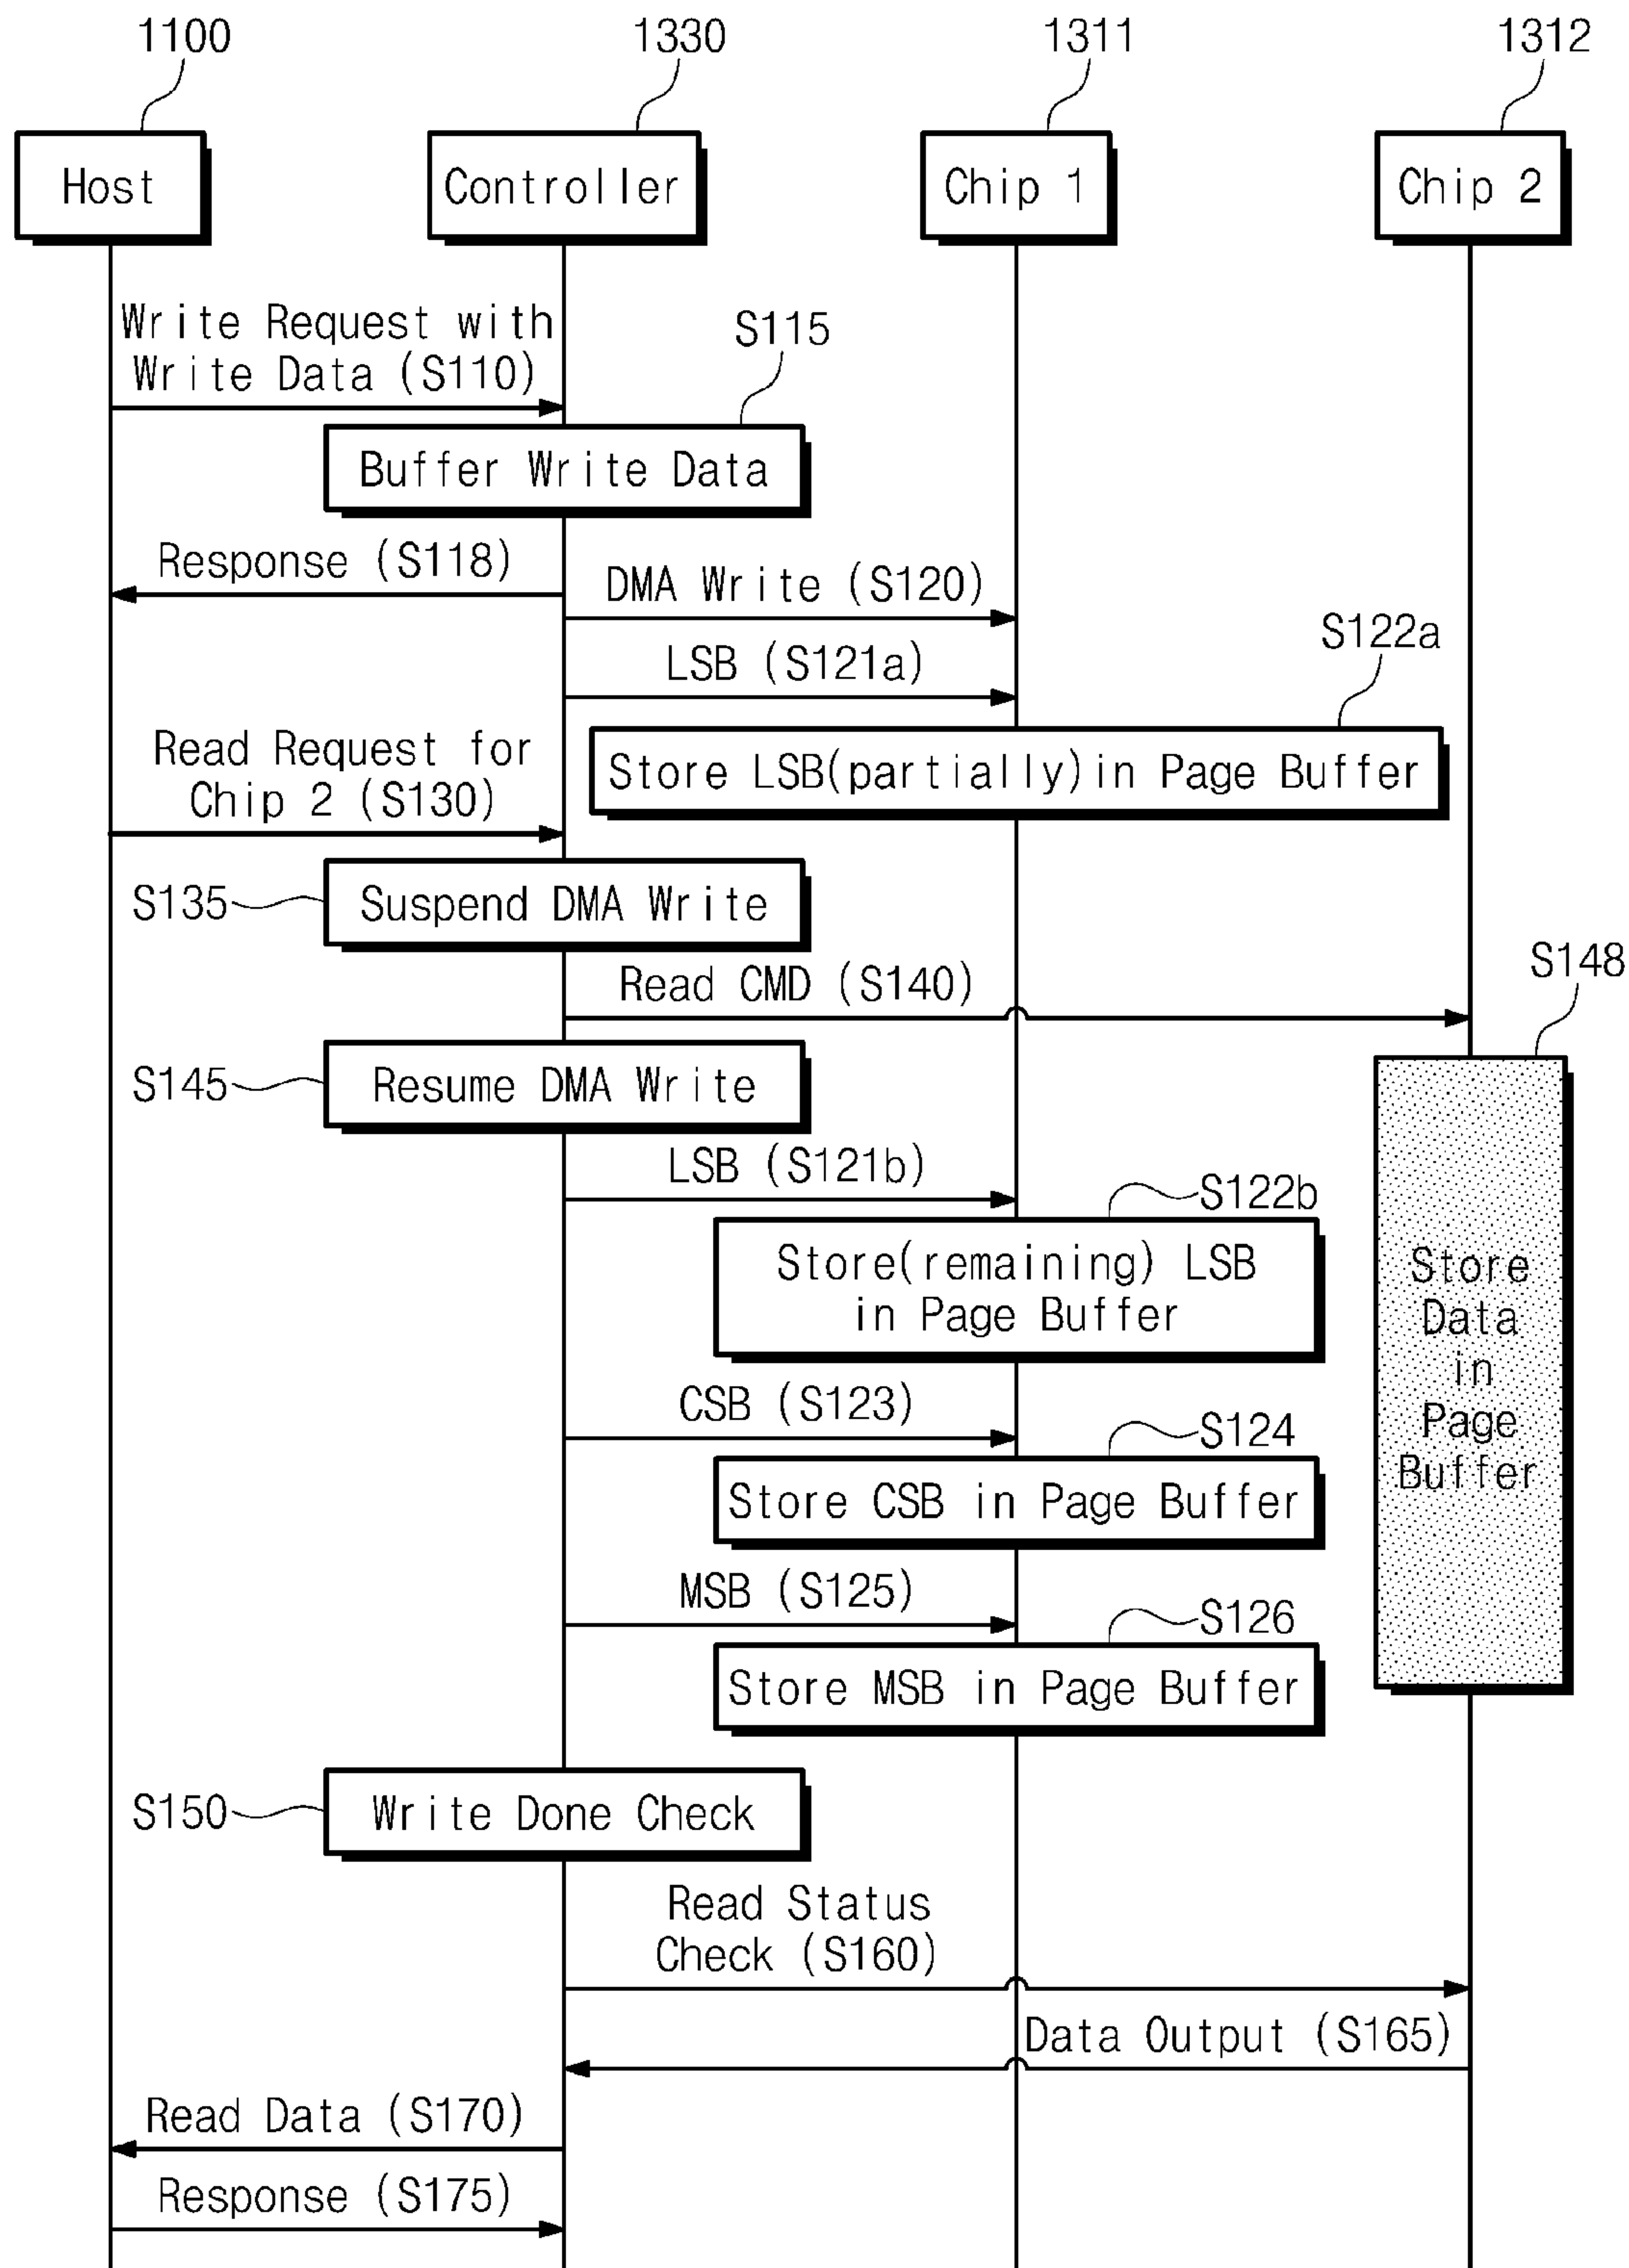 1100
1330
1311
1312
Host
Controller
Chip 1
Chip 2
Write Request with
Write Data (S110)
S115
Buffer Write Data
Response (S118)
DMA Write (S120)
S122a
LSB (S121a)
Read Request for
Chip 2 (S130)
Store LSB(partially)in Page Buffer
S135
Suspend DMA Write
S148
Read CMD (S140)
S145
Resume DMA Write
LSB (S121b)
S122b
Store(remaining) LSB
in Page Buffer
Store
Data
in
Page
Buffer
CSB (S123)
S124
Store CSB in Page Buffer
MSB (S125)
S126
Store MSB in Page Buffer
S150
Write Done Check
Read Status
Check (S160)
Data Output (S165)
Read Data (S170)
Response (S175)